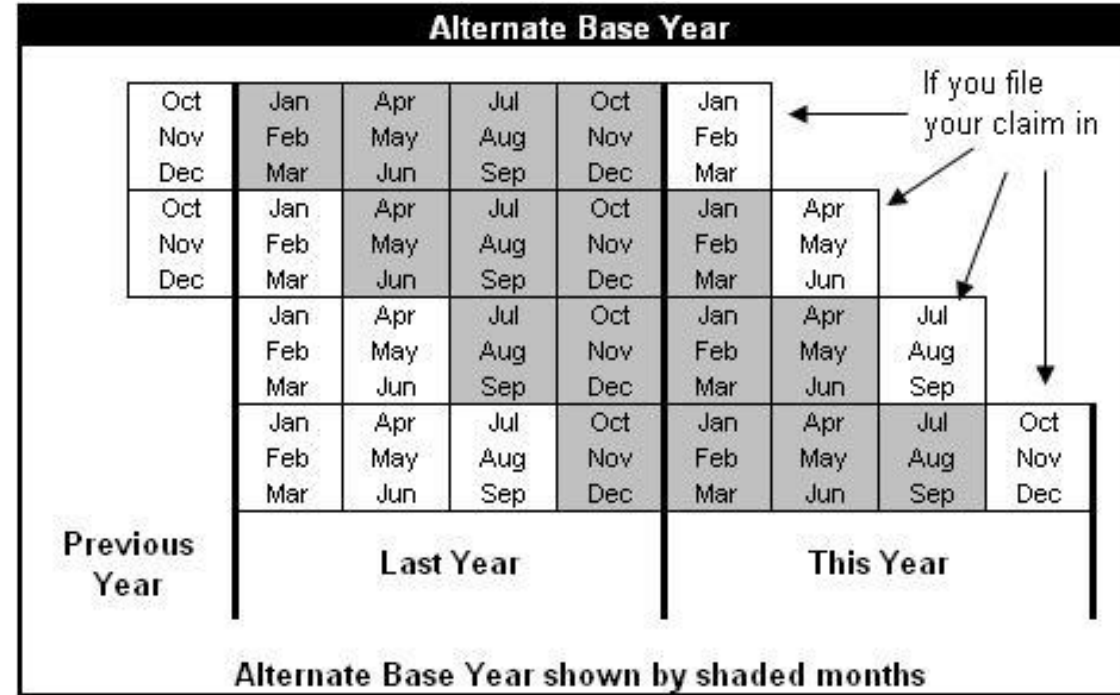 Alternate Base Year
If you file
your claim in
Oct Jan Apr Jul Oct Jan
Nov Feb May Aug Nov Feb
Dec Mar Jun Sep Dec Mar
Oct Jan Apr Jul Oct Jan Apr
Nov Feb May Aug Nov Feb May
Dec Mar Jun Sep Dec Mar Jun
Jan Apr Jul Oct Jan Apr Jul
Feb May Aug Nov Feb May Aug
Mar Jun Sep Dec Mar Jun Sep
Jan Apr Jul Oct Jan Apr Jul Oct
Feb May Aug Nov Feb May Aug Nov
Mar Jun Sep Dec Mar Jun Sep Dec
Previous
Year
Last Year
This Year
Alternate Base Year shown by shaded months